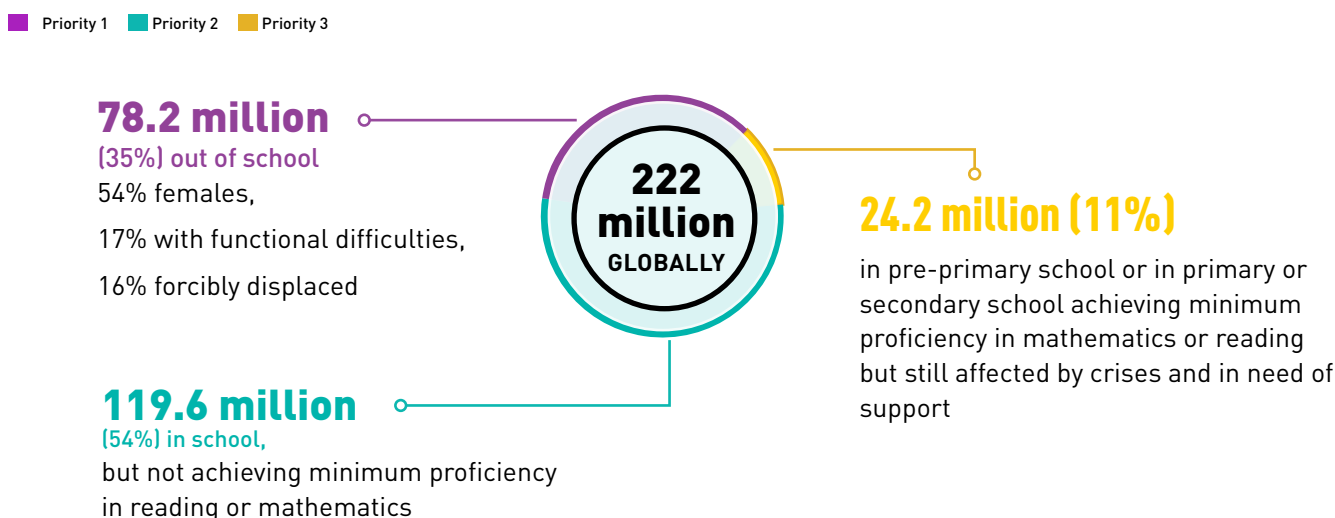 Priority 1 Priority 2 Priority 3
78.2 million
(35%) out of school
54% females,
17% with functional difficulties,
16% forcibly displaced
222
million
GLOBALLY
24.2 million (11%)
in pre-primary school or in primary or
secondary school achieving minimum
proficiency in mathematics or reading
but still affected by crises and in need of
support
119.6 million
(54%) in school,
but not achieving minimum proficiency
in reading or mathematics